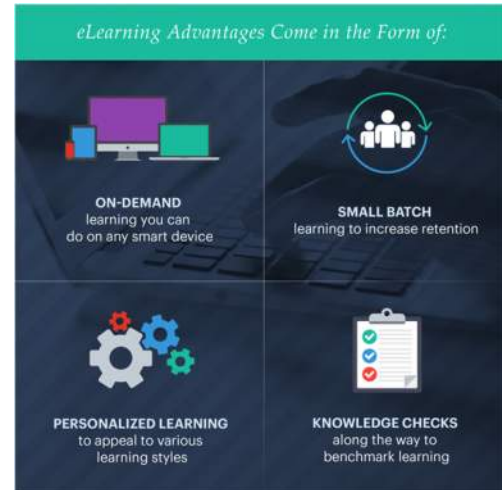 eLearning Advantages Come in the Form of:
ON-DEMAND
learning you can
do on any smart device
SMALL BATCH
learning to increase retention
PERSONALIZED LEARNING
to appeal to various
learning styles
KNOWLEDGE CHECKS
along the way to
benchmark learning